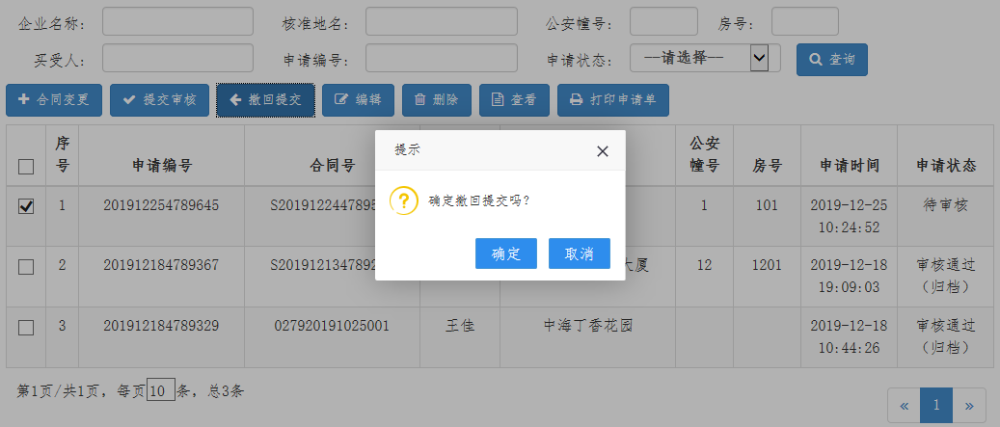 企业名称： 核准地名： 公安幢号： 房号：
买受人： 申请编号： 申请状态： --请选择-- 查询
合同变更 提交审核 撤回提交 编辑 删除 查看 打印申请单
提示
确定撤回提交吗？
确定 取消
序号 申请编号 合同号 公安幢号 房号 申请时间 申请状态
1 201912254789645 S2019122447895 1 101 2019-12-25 10:24:52 待审核
2 201912184789367 S2019121347892 大厦 12 1201 2019-12-18 19:09:03 审核通过（归档）
3 201912184789329 027920191025001 王佳 中海丁香花园 2019-12-18 10:44:26 审核通过（归档）
第1页/共1页，每页10条，总3条
« 1 »